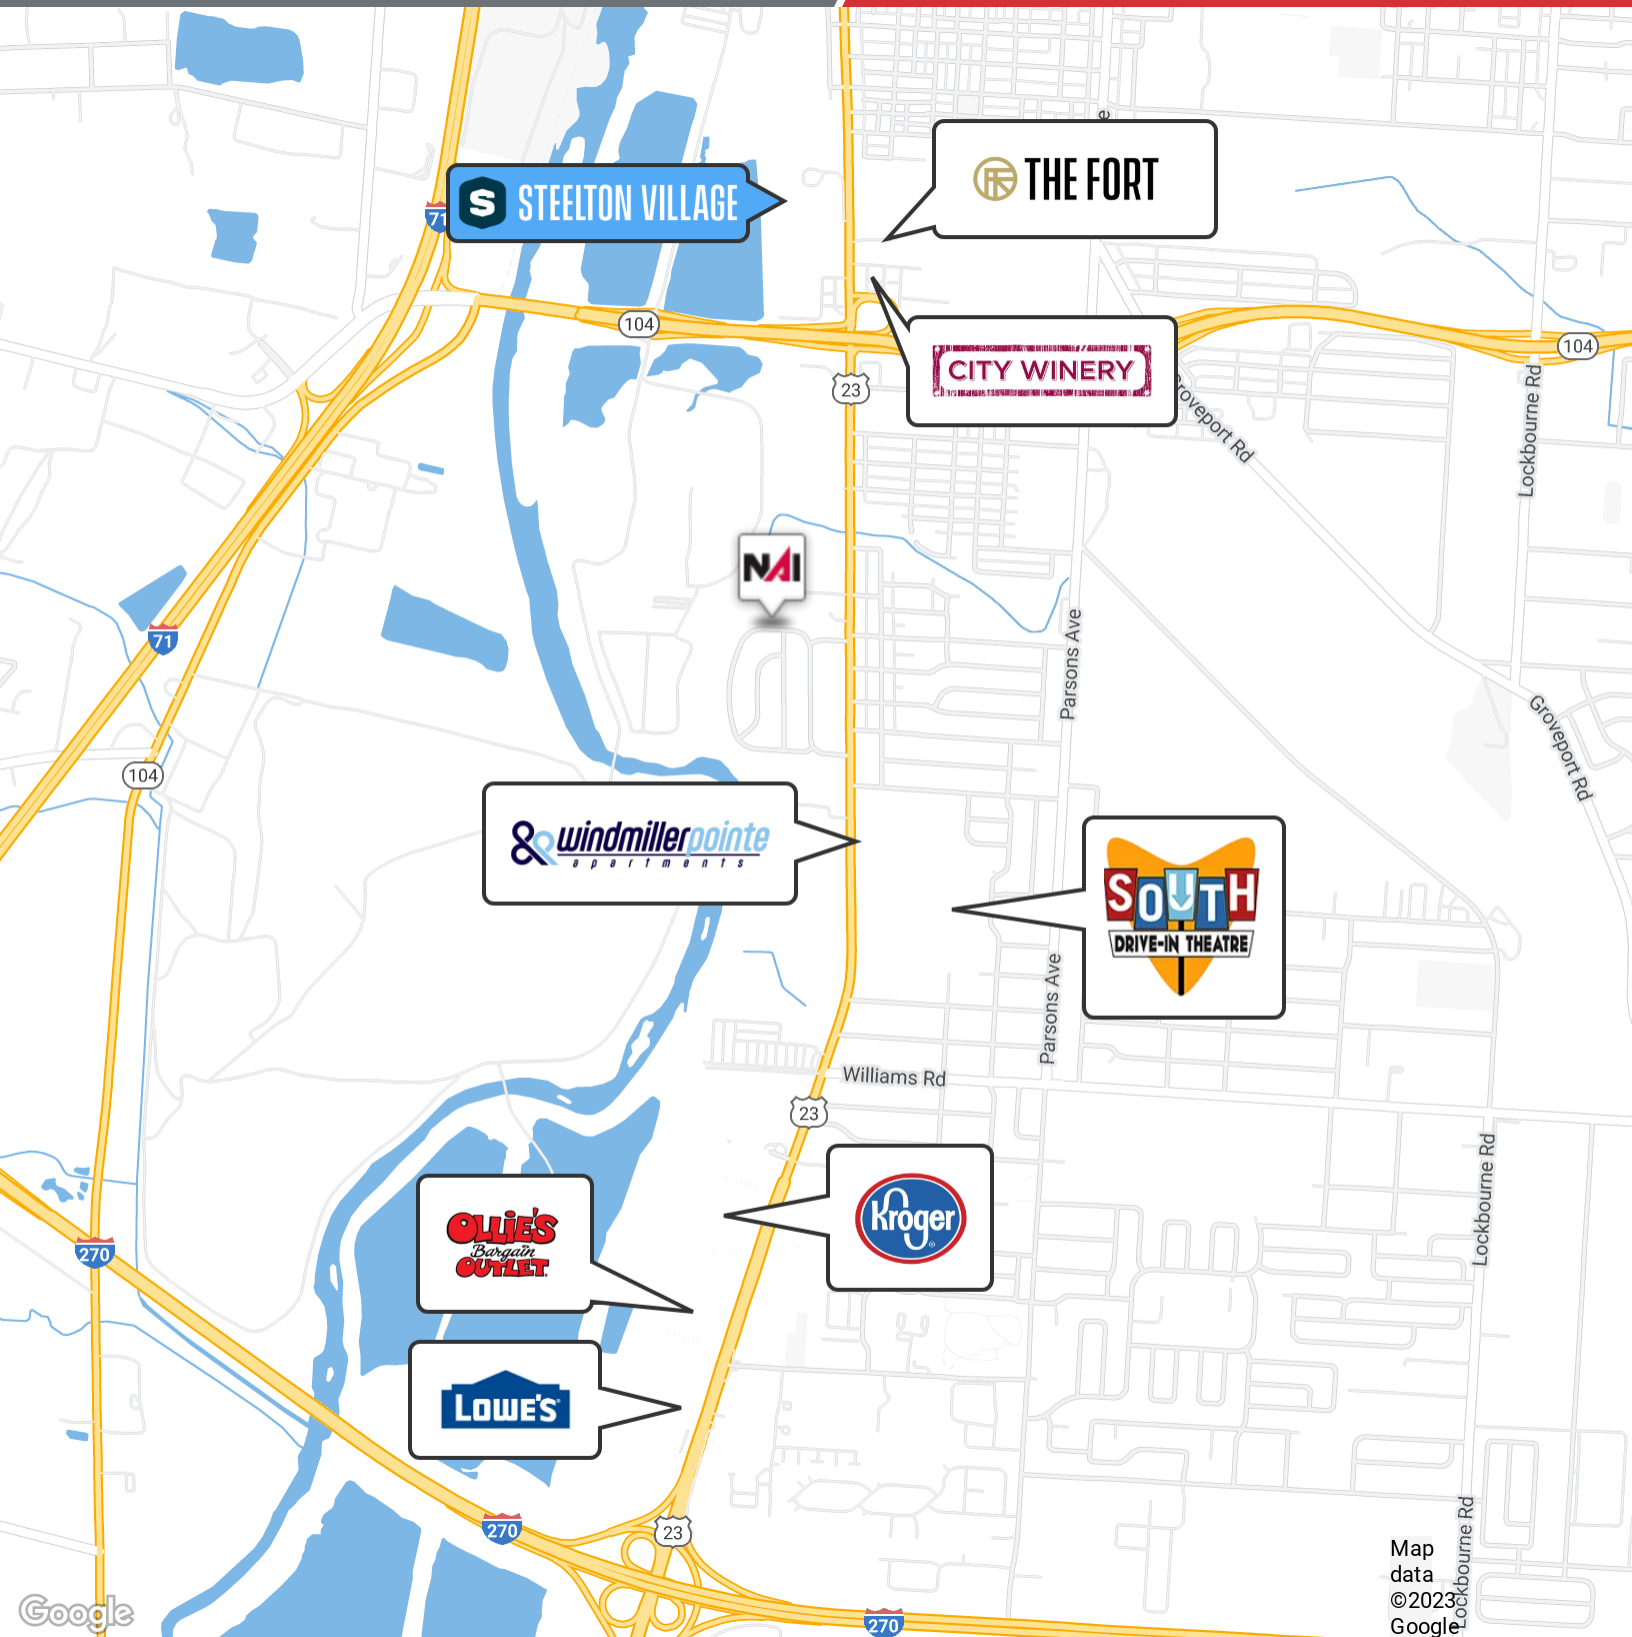 THE FORT
71
S STEELTON VILLAGE
104
104
23
CITY WINERY
Groveport Rd
Lockbourne Rd
NAI
71
Parsons Ave
Groveport Rd
104
windmillerpointe
apartments
SOUTH
DRIVE-IN THEATRE
Parsons Ave
Williams Rd
23
Lockbourne Rd
Kroger
OLLIE'S
Bargain
OUTLET
270
LOWE'S
270
23
Lockbourne Rd
270
Map
data
©2023
Google
Google